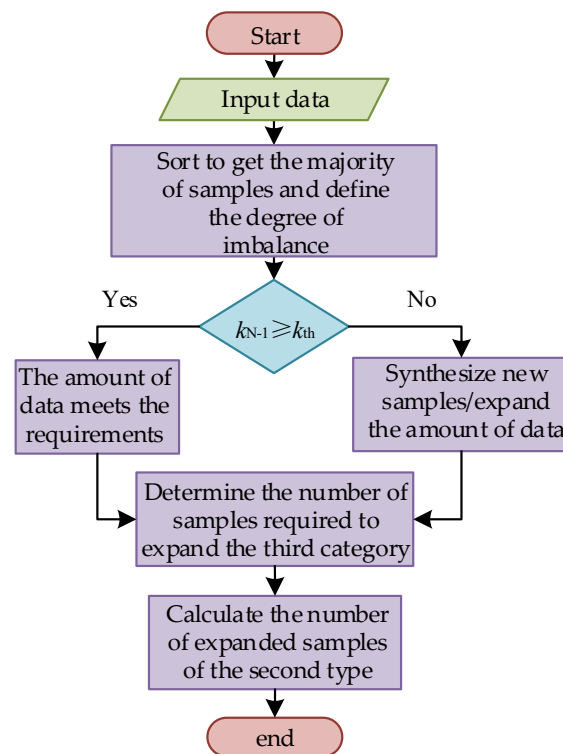 Start
Input data
Sort to get the majority
of samples and define
the degree of
imbalance
Yes
No
kN-1≥kth
The amount of
data meets the
requirements
Synthesize new
samples/expand
the amount of data
Determine the number of
samples required to
expand the third category
Calculate the number
of expanded samples
of the second type
end